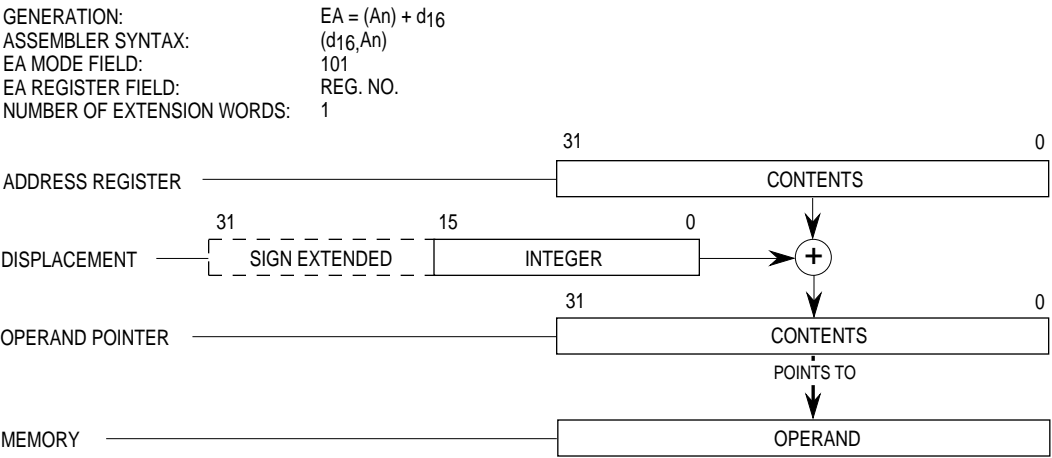 GENERATION: EA = (An) + d16
ASSEMBLER SYNTAX: (d16,An)
EA MODE FIELD: 101
EA REGISTER FIELD: REG. NO.
NUMBER OF EXTENSION WORDS: 1
31 0
ADDRESS REGISTER CONTENTS
31 15 0
DISPLACEMENT SIGN EXTENDED INTEGER +
31 0
OPERAND POINTER CONTENTS
POINTS TO
MEMORY OPERAND